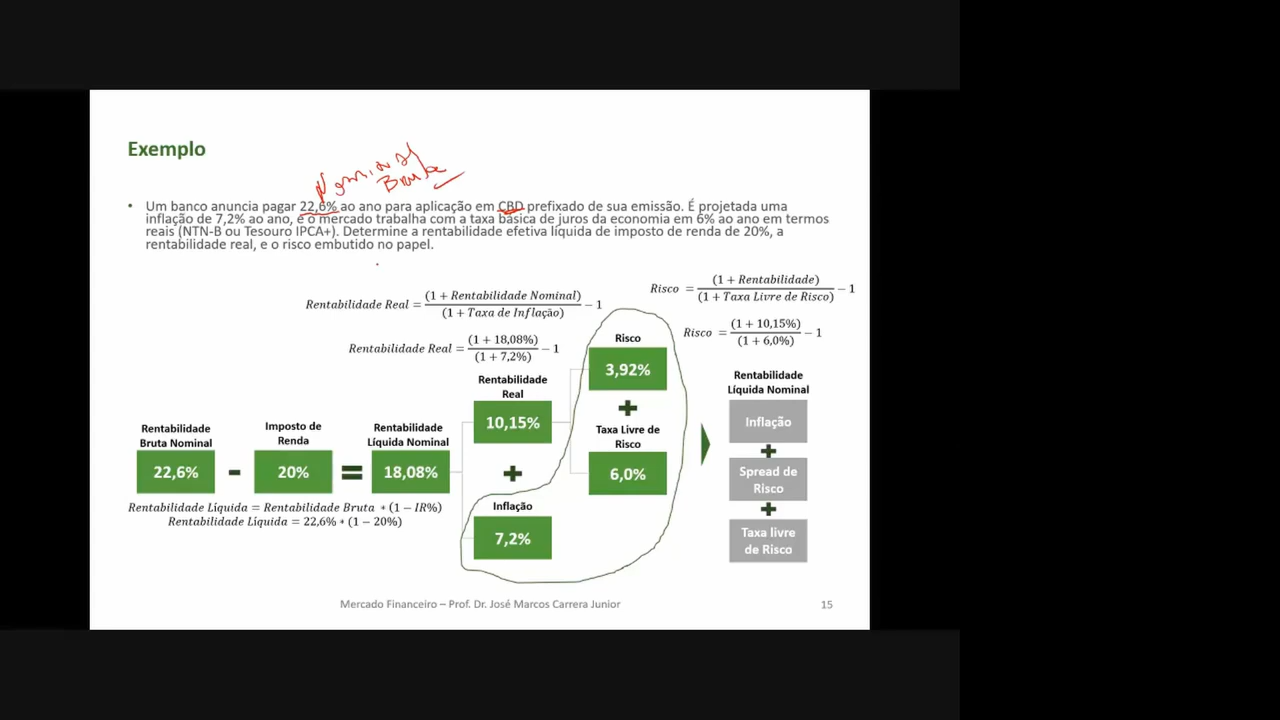 Exemplo
Nominal
Bruta
• Um banco anuncia pagar 22,6% ao ano para aplicação em CBD prefixado de sua emissão. É projetada uma
inflação de 7,2% ao ano, e o mercado trabalha com a taxa básica de juros da economia em 6% ao ano em termos
reais (NTN-B ou Tesouro IPCA+). Determine a rentabilidade efetiva líquida de imposto de renda de 20%, a
rentabilidade real, e o risco embutido no papel.
Rentabilidade Real = (1 + Rentabilidade Nominal) / (1 + Taxa de Inflação) − 1
Risco = (1 + Rentabilidade) / (1 + Taxa Livre de Risco) − 1
Rentabilidade Real = (1 + 18,08%) / (1 + 7,2%) − 1
Risco = (1 + 10,15%) / (1 + 6,0%) − 1
Rentabilidade
Bruta Nominal
22,6%
-
Imposto de
Renda
20%
=
Rentabilidade
Líquida Nominal
18,08%
Rentabilidade Líquida = Rentabilidade Bruta * (1 − IR%)
Rentabilidade Líquida = 22,6% * (1 − 20%)
Rentabilidade
Real
10,15%
+
Inflação
7,2%
Risco
3,92%
+
Taxa Livre de
Risco
6,0%
Rentabilidade
Líquida Nominal
Inflação
+
Spread de
Risco
+
Taxa livre
de Risco
Mercado Financeiro – Prof. Dr. José Marcos Carrera Junior
15